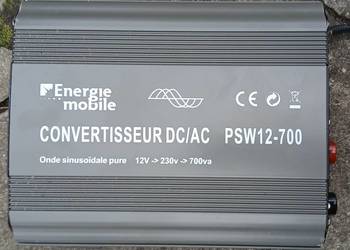 Energie
mobile
CE
CONVERTISSEUR DC/AC PSW12-700
Onde sinusoïdale pure 12V -> 230v -> 700va